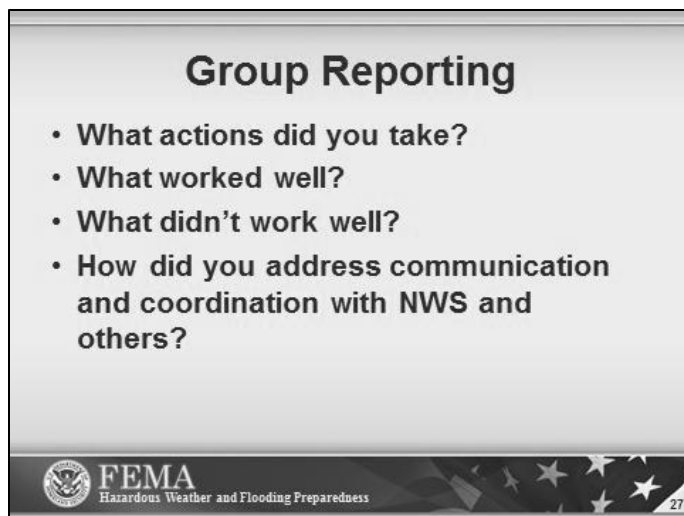 Group Reporting
• What actions did you take?
• What worked well?
• What didn't work well?
• How did you address communication
and coordination with NWS and
others?
FEMA
Hazardous Weather and Flooding Preparedness
27